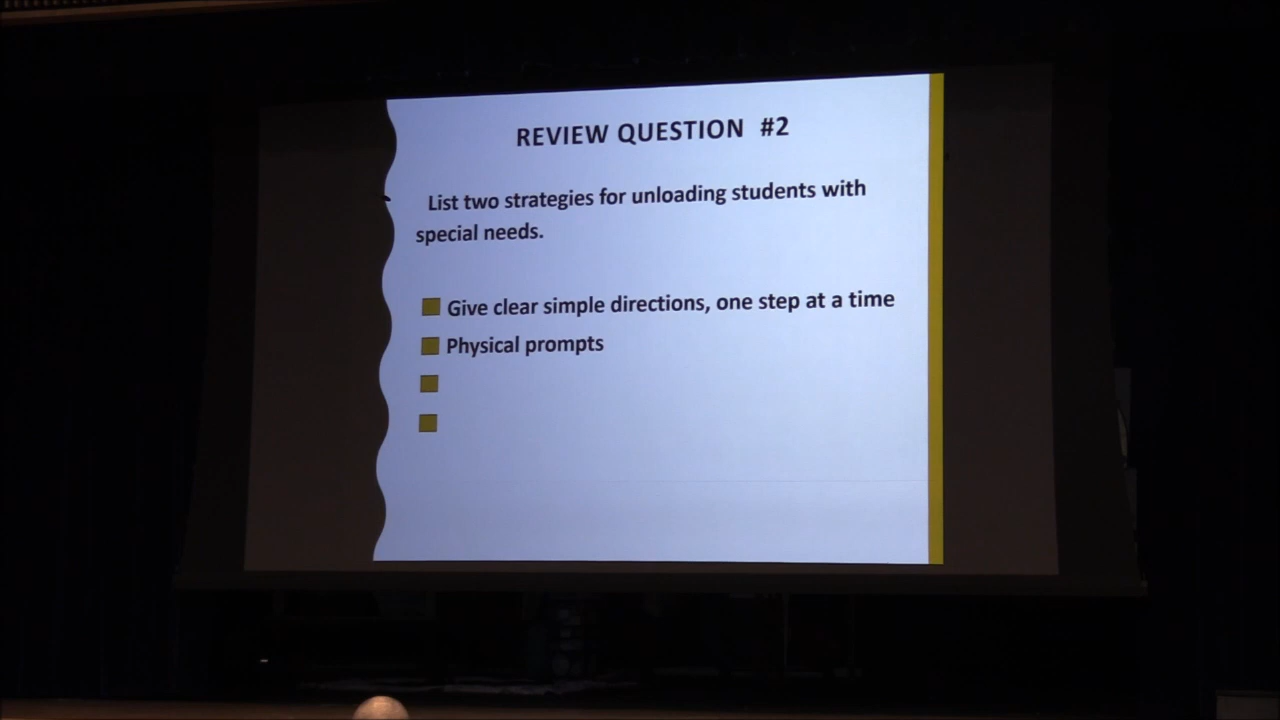 REVIEW QUESTION #2
List two strategies for unloading students with
special needs.
Give clear simple directions, one step at a time
Physical prompts